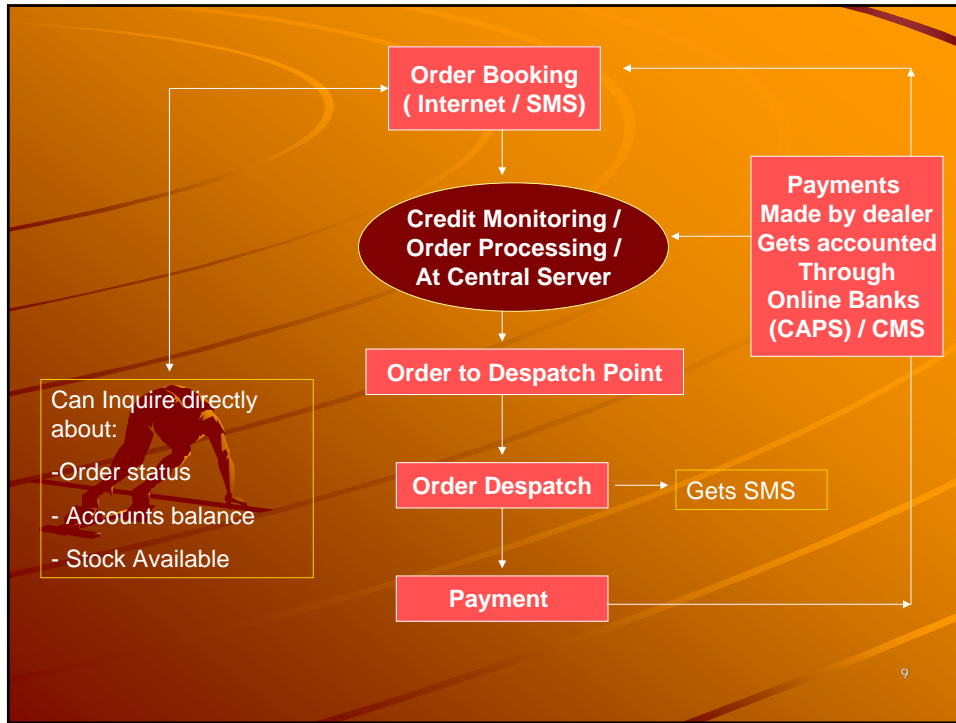 Order Booking
( Internet / SMS)
Credit Monitoring /
Order Processing /
At Central Server
Payments
Made by dealer
Gets accounted
Through
Online Banks
(CAPS) / CMS
Order to Despatch Point
Can Inquire directly
about:
-Order status
- Accounts balance
- Stock Available
Order Despatch
Gets SMS
Payment
9